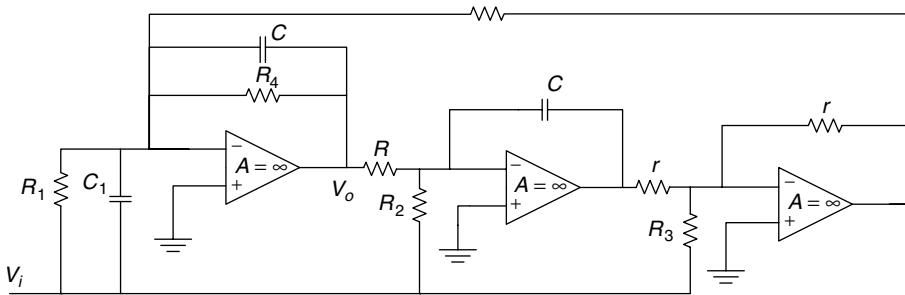 C
R4
C
r
A = ∞
R
A = ∞
r
A = ∞
R1
C1
Vo
R2
R3
Vi
− + − + − +